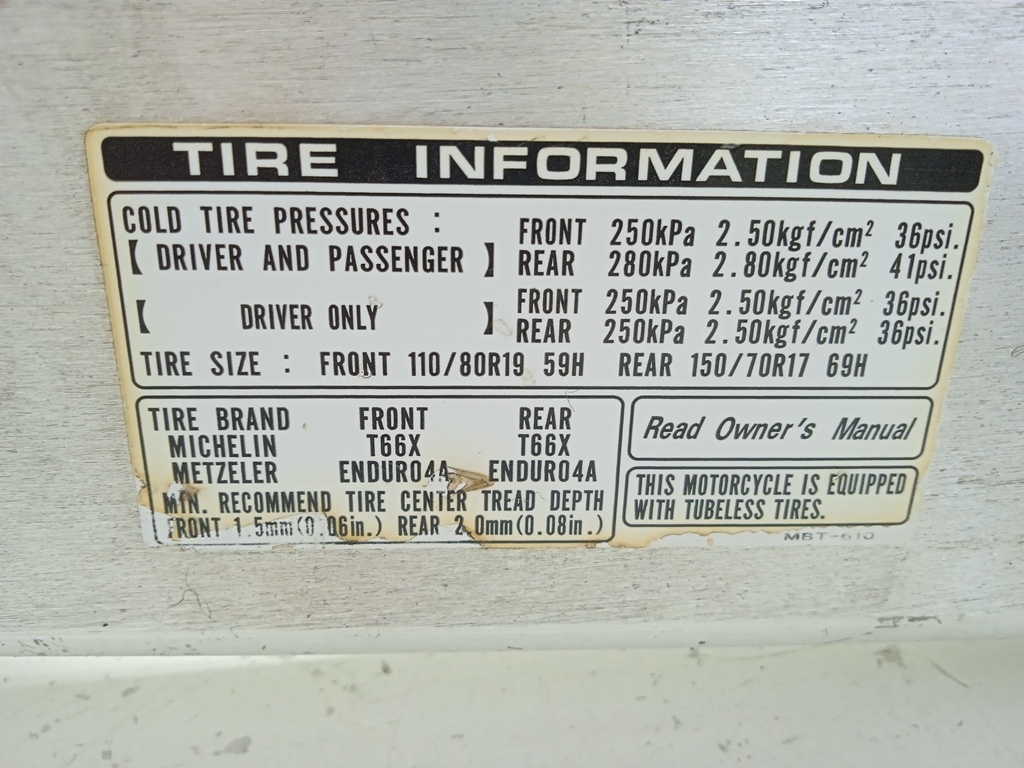 TIRE INFORMATION
COLD TIRE PRESSURES : FRONT 250kPa 2.50kgf/cm² 36psi.
【 DRIVER AND PASSENGER 】 REAR 280kPa 2.80kgf/cm² 41psi.
FRONT 250kPa 2.50kgf/cm² 36psi.
【 DRIVER ONLY 】 REAR 250kPa 2.50kgf/cm² 36psi.
TIRE SIZE : FRONT 110/80R19 59H REAR 150/70R17 69H
TIRE BRAND FRONT REAR
MICHELIN T66X T66X
METZELER ENDURO4A ENDURO4A
MIN. RECOMMEND TIRE CENTER TREAD DEPTH
FRONT 1.5mm(0.06in.) REAR 2.0mm(0.08in.)
Read Owner's Manual
THIS MOTORCYCLE IS EQUIPPED
WITH TUBELESS TIRES.
MBT-610